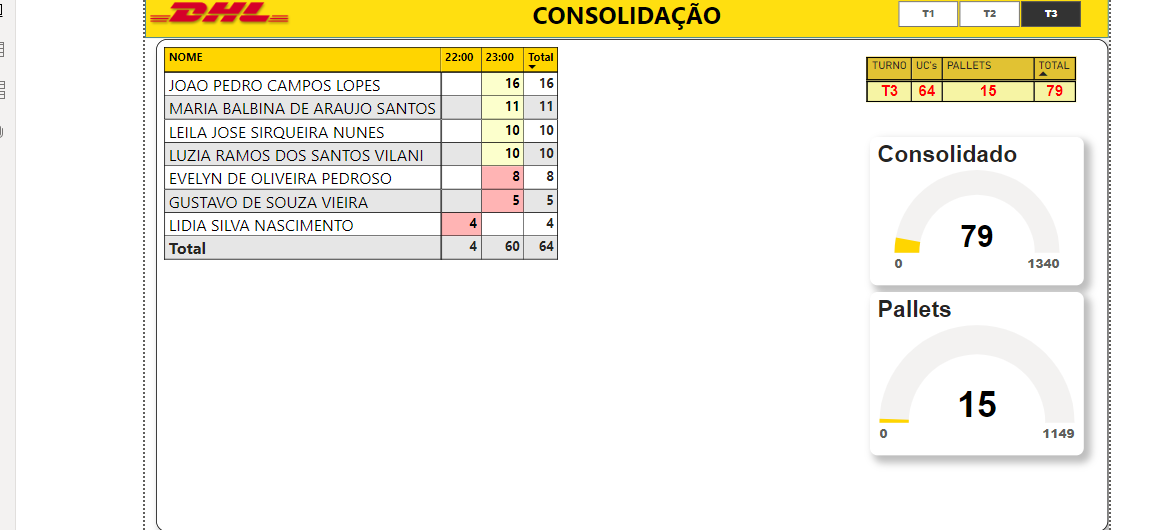 DHL
CONSOLIDAÇÃO
T1 T2 T3
NOME 22:00 23:00 Total
JOAO PEDRO CAMPOS LOPES 16 16
MARIA BALBINA DE ARAUJO SANTOS 11 11
LEILA JOSE SIRQUEIRA NUNES 10 10
LUZIA RAMOS DOS SANTOS VILANI 10 10
EVELYN DE OLIVEIRA PEDROSO 8 8
GUSTAVO DE SOUZA VIEIRA 5 5
LIDIA SILVA NASCIMENTO 4 4
Total 4 60 64
TURNO UC's PALLETS TOTAL
T3 64 15 79
Consolidado
79
0 1340
Pallets
15
0 1149